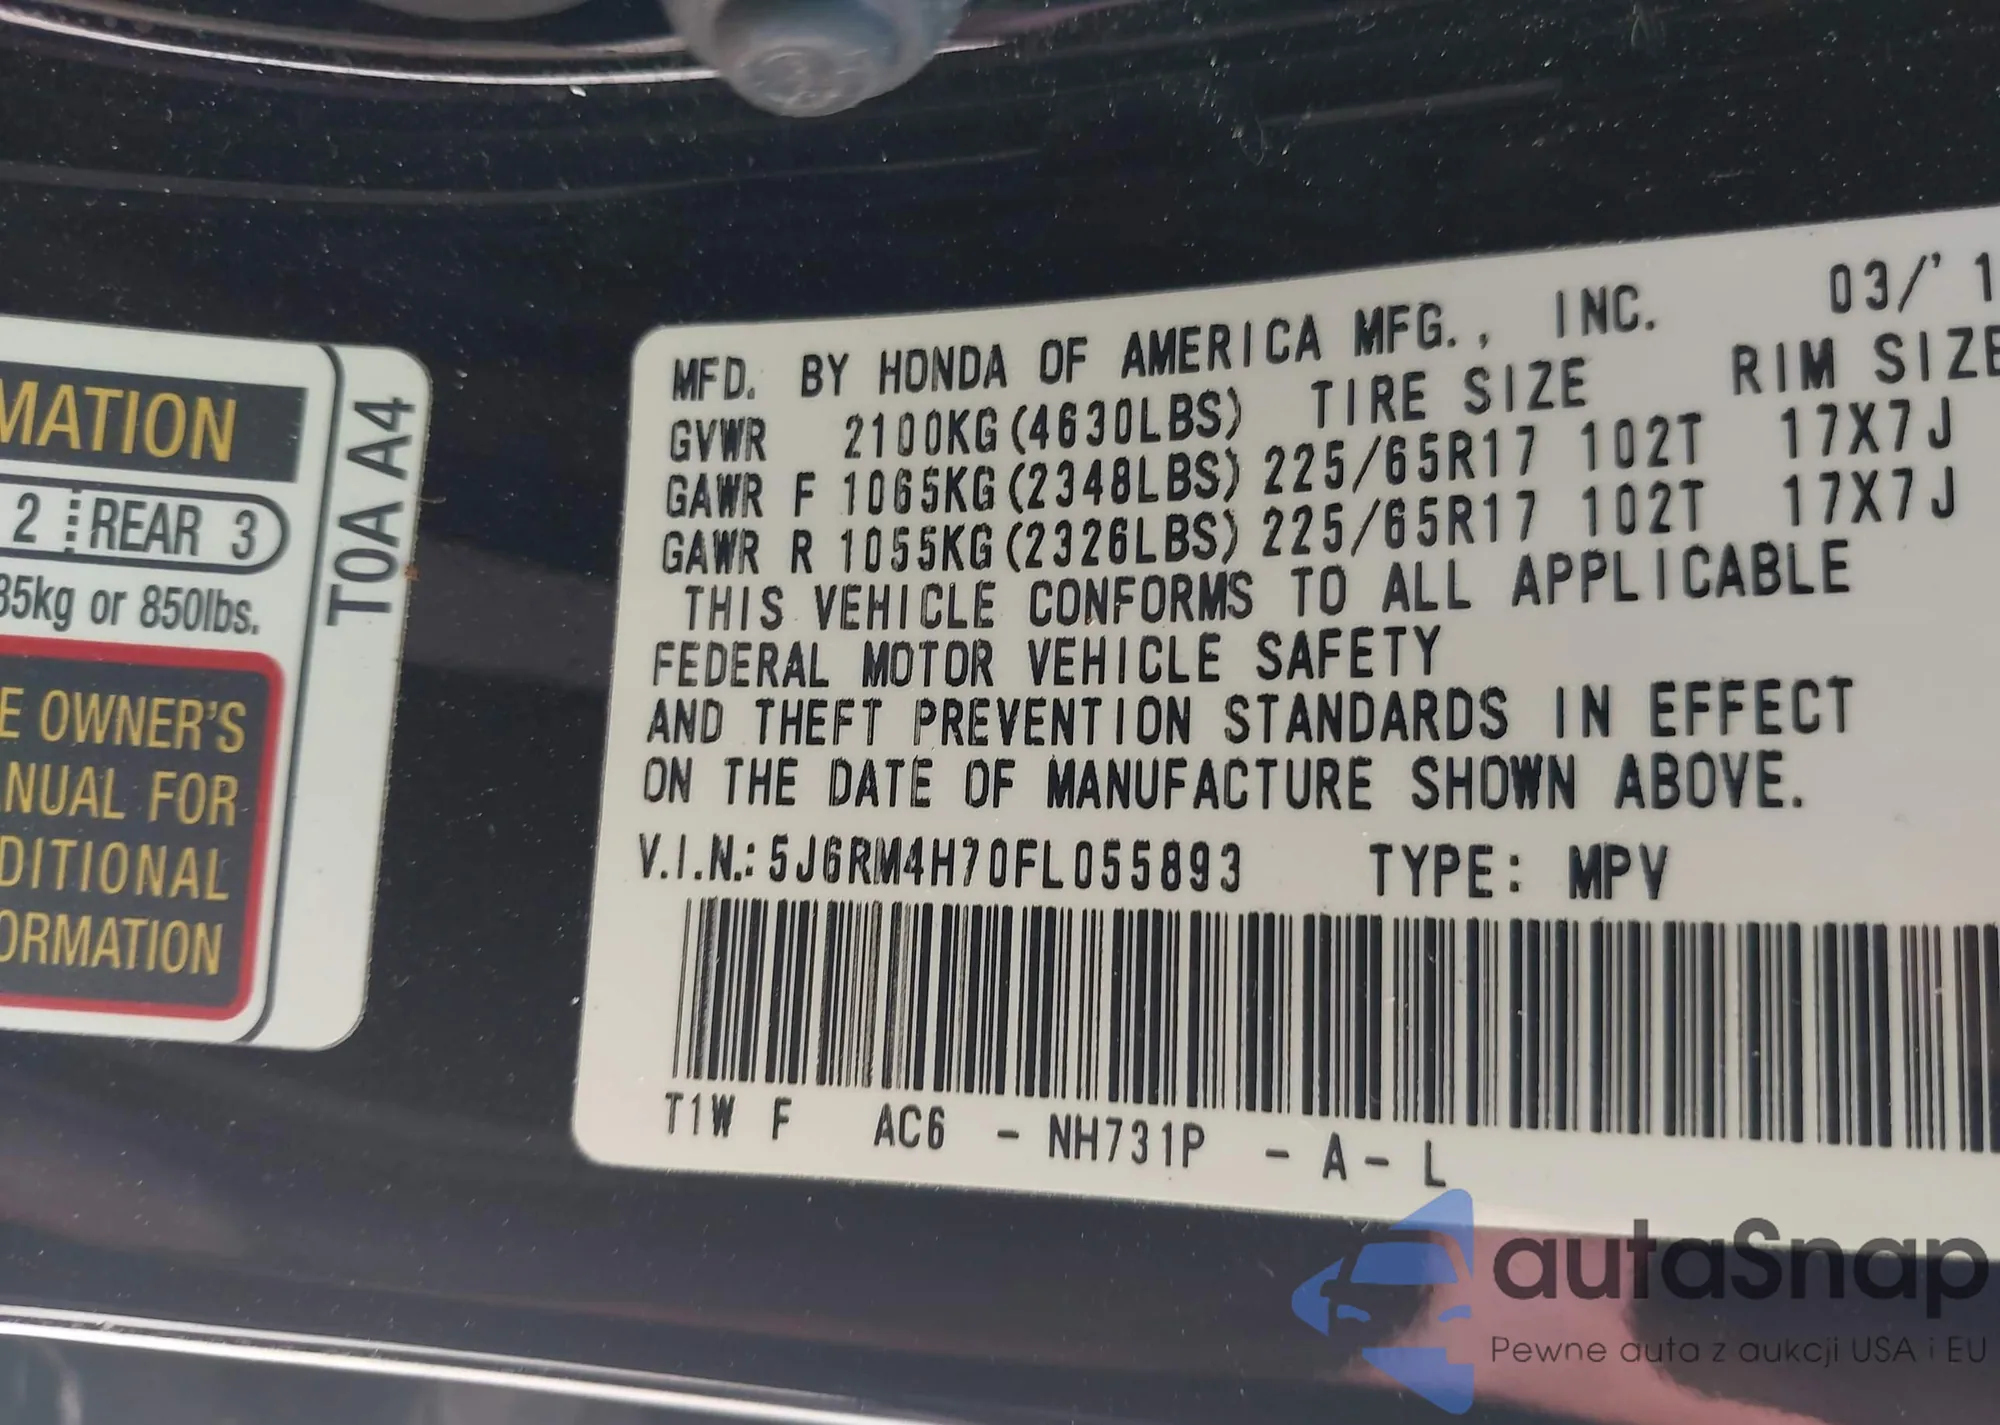 MATION
2 REAR 3
35kg or 850lbs.
E OWNER'S
NUAL FOR
DITIONAL
ORMATION
T0A A4
MFD. BY HONDA OF AMERICA MFG., INC. 03/'1
GVWR 2100KG(4630LBS) TIRE SIZE RIM SIZE
GAWR F 1065KG(2348LBS) 225/65R17 102T 17X7J
GAWR R 1055KG(2326LBS) 225/65R17 102T 17X7J
THIS VEHICLE CONFORMS TO ALL APPLICABLE
FEDERAL MOTOR VEHICLE SAFETY
AND THEFT PREVENTION STANDARDS IN EFFECT
ON THE DATE OF MANUFACTURE SHOWN ABOVE.
V.I.N.: 5J6RM4H70FL055893 TYPE: MPV
T1W F AC6 - NH731P - A - L
autaSnap
Pewne auta z aukcji USA i EU